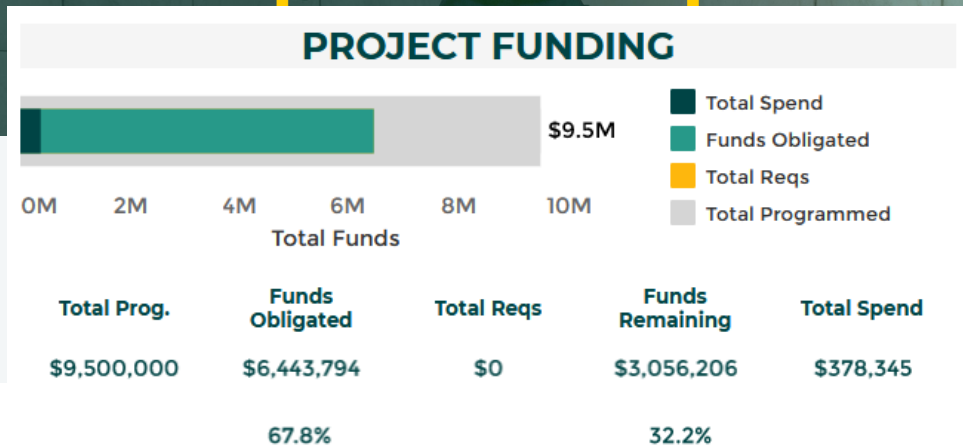 PROJECT FUNDING
$9.5M
Total Spend
Funds Obligated
Total Reqs
Total Programmed
0M 2M 4M 6M 8M 10M
Total Funds
Total Prog.
Funds
Obligated
Total Reqs
Funds
Remaining
Total Spend
$9,500,000 $6,443,794 $0 $3,056,206 $378,345
67.8% 32.2%